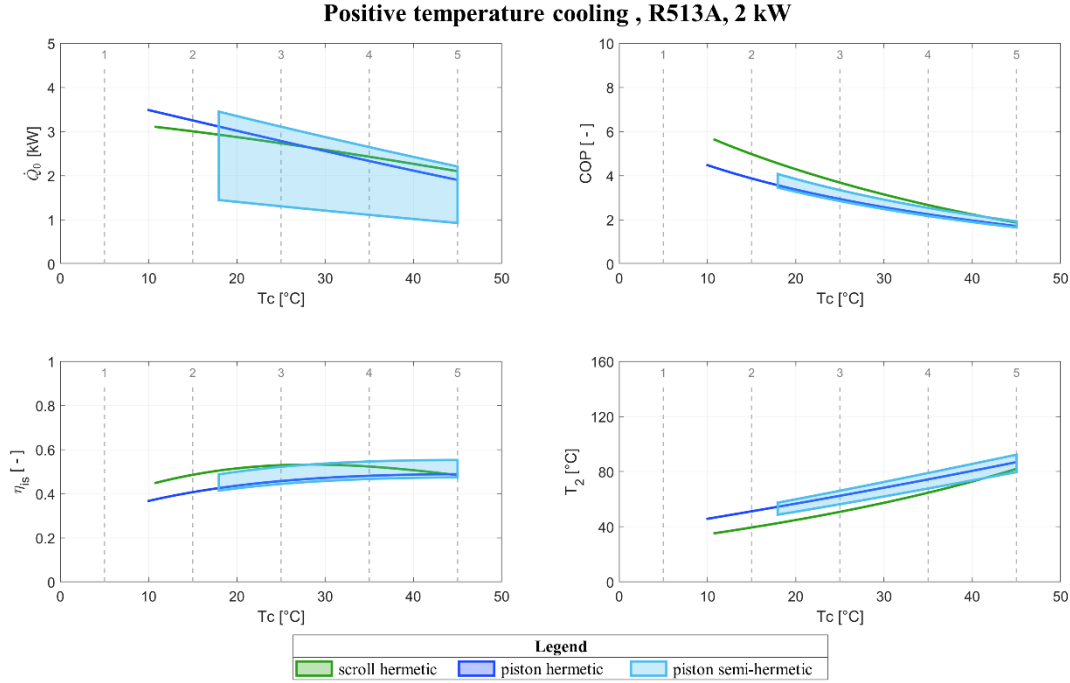 Positive temperature cooling , R513A, 2 kW
5
4
3
2
1
0
Q̇₀ [kW]
1 2 3 4 5
0 10 20 30 40 50
Tc [°C]
10
8
6
4
2
0
COP [ - ]
1 2 3 4 5
0 10 20 30 40 50
Tc [°C]
1
0.8
0.6
0.4
0.2
0
ηis [ - ]
1 2 3 4 5
0 10 20 30 40 50
Tc [°C]
160
120
80
40
0
T₂ [°C]
1 2 3 4 5
0 10 20 30 40 50
Tc [°C]
Legend
scroll hermetic piston hermetic piston semi-hermetic